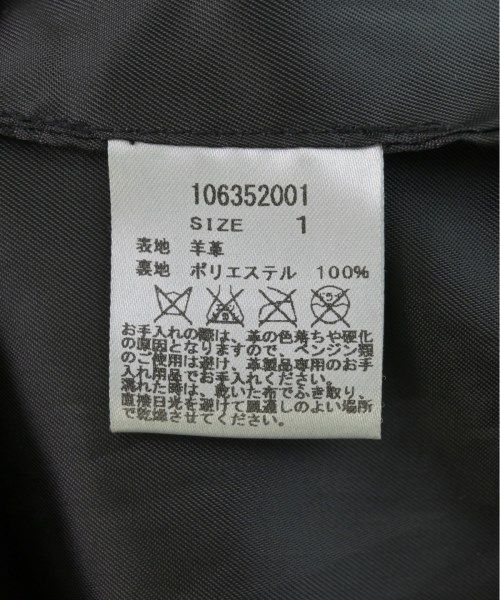 106352001
SIZE 1
表地 羊革
裏地 ポリエステル 100%
お手入れの際は、革の色落ちや硬化
の原因となりますので、ベンジン類
のご使用は避け、革製品専用のお手
入れ用品でお手入れください。
濡れた時は、乾いた布でふき取り、
直接日光を避けて風通しのよい場所
で乾燥させてください。